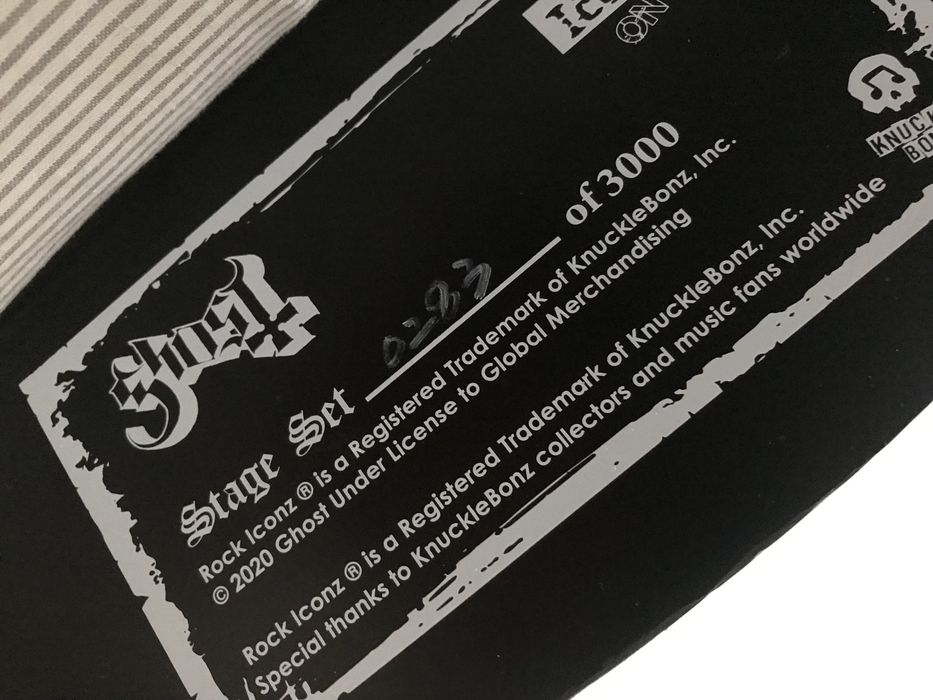 Ghost
Stage Set 0283 of 3000
Rock Iconz ® is a Registered Trademark of KnuckleBonz, Inc.
© 2020 Ghost Under License to Global Merchandising
Rock Iconz ® is a Registered Trademark of KnuckleBonz, Inc.
Special thanks to KnuckleBonz collectors and music fans worldwide
ON